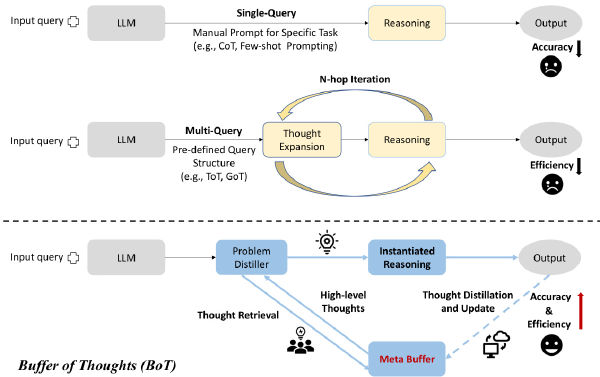 Input query
LLM
Single-Query
Manual Prompt for Specific Task
(e.g., CoT, Few-shot Prompting)
Reasoning
Output
Accuracy
N-hop Iteration
Input query
LLM
Multi-Query
Pre-defined Query
Structure
(e.g., ToT, GoT)
Thought
Expansion
Reasoning
Output
Efficiency
Input query
LLM
Problem
Distiller
Instantiated
Reasoning
Output
Thought Retrieval
High-level
Thoughts
Thought Distillation
and Update
Accuracy
&
Efficiency
Meta Buffer
Buffer of Thoughts (BoT)